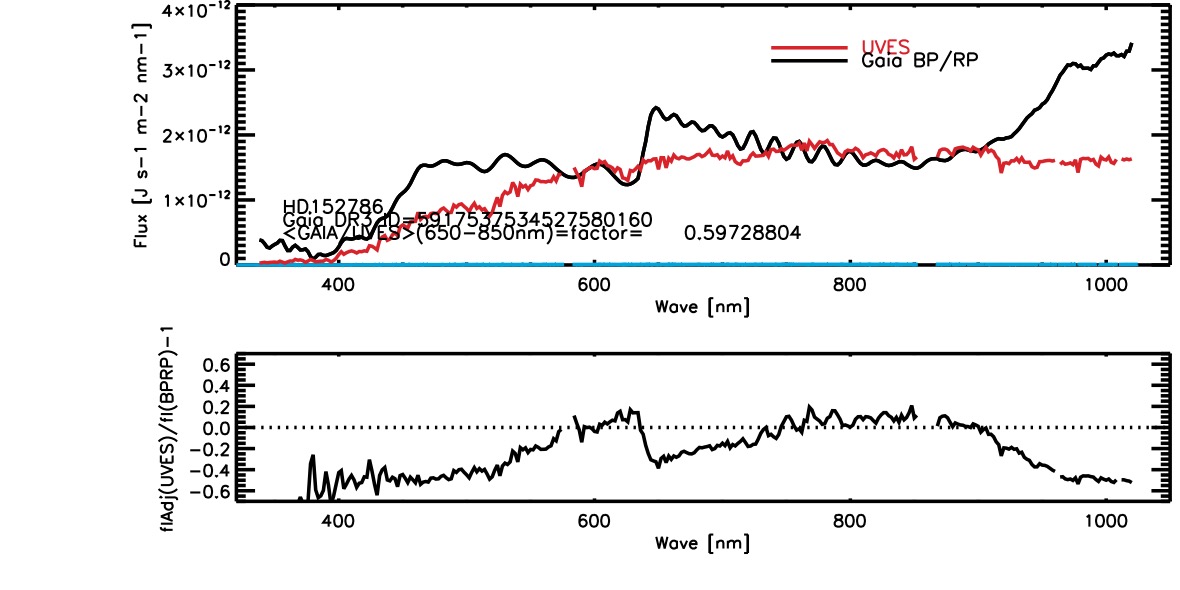 4×10−12
3×10−12
2×10−12
1×10−12
0
Flux [J s−1 m−2 nm−1]
UVES
Gaia BP/RP
HD152786
Gaia DR3 ID=5917537534527580160
<GAIA/UVES>(650−850nm)=factor= 0.59728804
400 600 800 1000
Wave [nm]
0.6
0.4
0.2
0.0
−0.2
−0.4
−0.6
flAdj(UVES)/fl(BPRP)−1
400 600 800 1000
Wave [nm]